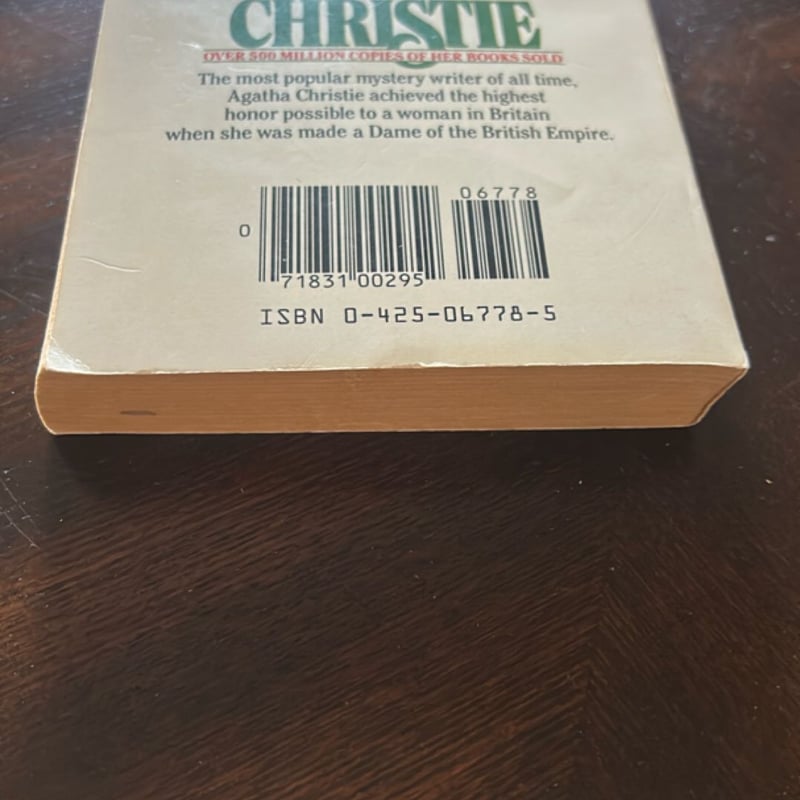 CHRISTIE
OVER 500 MILLION COPIES OF HER BOOKS SOLD
The most popular mystery writer of all time,
Agatha Christie achieved the highest
honor possible to a woman in Britain
when she was made a Dame of the British Empire.
06778
0
71831 00295
ISBN 0-425-06778-5